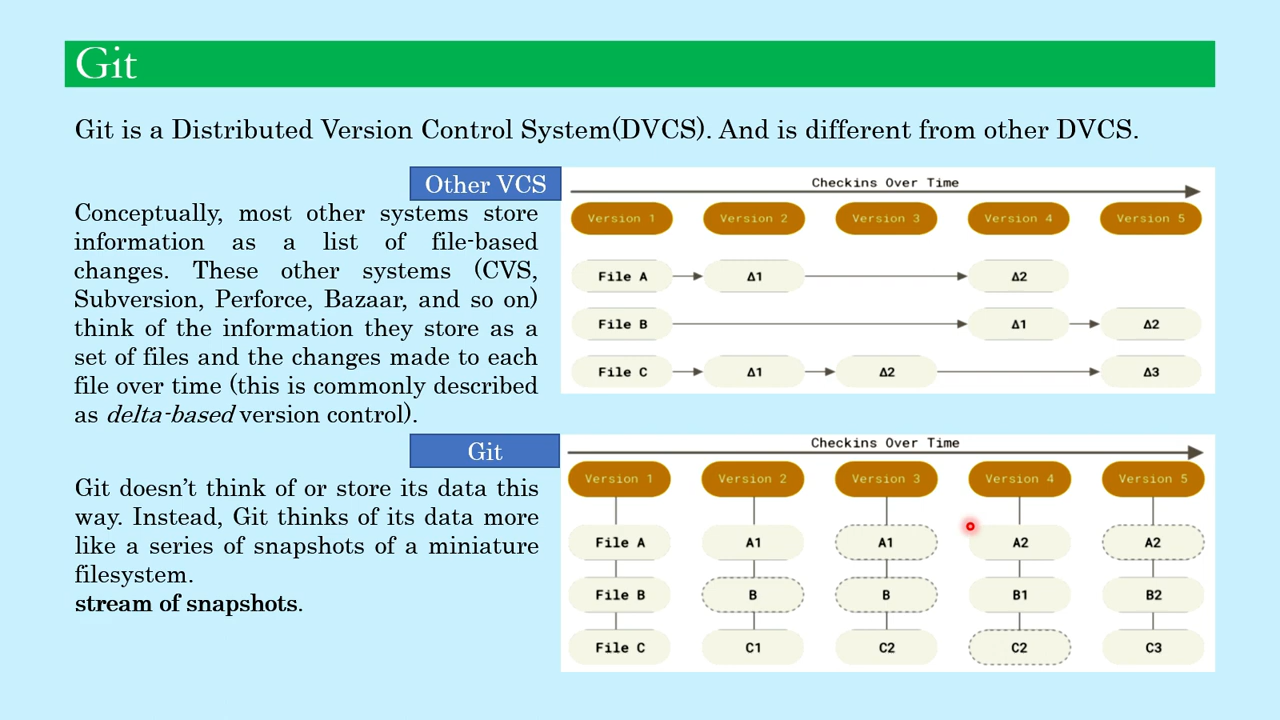 Git
Git is a Distributed Version Control System(DVCS). And is different from other DVCS.
Other VCS
Conceptually, most other systems store
information as a list of file-based
changes. These other systems (CVS,
Subversion, Perforce, Bazaar, and so on)
think of the information they store as a
set of files and the changes made to each
file over time (this is commonly described
as delta-based version control).
Checkins Over Time
Version 1 Version 2 Version 3 Version 4 Version 5
File A Δ1 Δ2
File B Δ1 Δ2
File C Δ1 Δ2 Δ3
Git
Git doesn’t think of or store its data this
way. Instead, Git thinks of its data more
like a series of snapshots of a miniature
filesystem.
stream of snapshots.
Checkins Over Time
Version 1 Version 2 Version 3 Version 4 Version 5
File A A1 A1 A2 A2
File B B B B1 B2
File C C1 C2 C2 C3